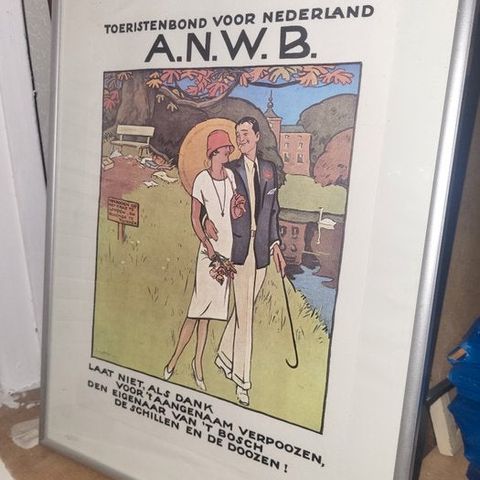 TOERISTENBOND VOOR NEDERLAND
A.N.W.B.
LAAT NIET, ALS DANK
VOOR 'T AANGENAAM VERPOOZEN,
DEN EIGENAAR VAN 'T BOSCH
DE SCHILLEN EN DE DOOZEN!